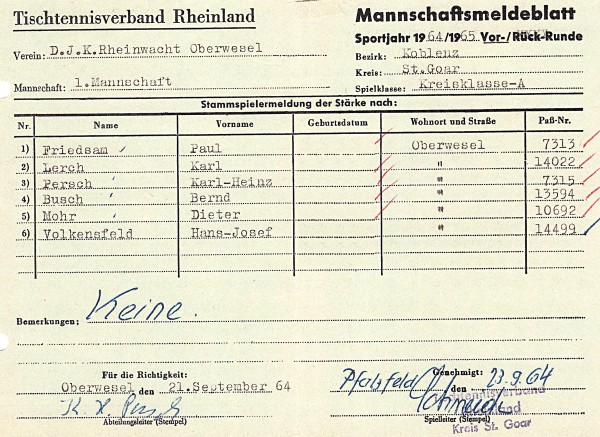 Tischtennisverband Rheinland
Mannschaftsmeldeblatt
Sportjahr 1964/1965 Vor-/Rück-Runde
Verein: D.J.K.Rheinwacht Oberwesel
Bezirk: Koblenz
Kreis: St.Goar
Mannschaft: 1.Mannschaft
Spielklasse: Kreisklasse-A
Stammspielermeldung der Stärke nach:
Nr. Name Vorname Geburtsdatum Wohnort und Straße Paß-Nr.
1) Friedsam Paul Oberwesel 7313
2) Lerch Karl " 14022
3) Persch Karl-Heinz " 7315
4) Busch Bernd " 13594
5) Mohr Dieter " 10692
6) Volkensfeld Hans-Josef " 14499
Bemerkungen: Keine.
Für die Richtigkeit:
Genehmigt:
Oberwesel den 21.September 64
Pfalzfeld den 23.9.64
K. H. Persch
Tischtennisverband
Rheinland
Kreis St. Goar
Abteilungsleiter (Stempel)
Spielleiter (Stempel)